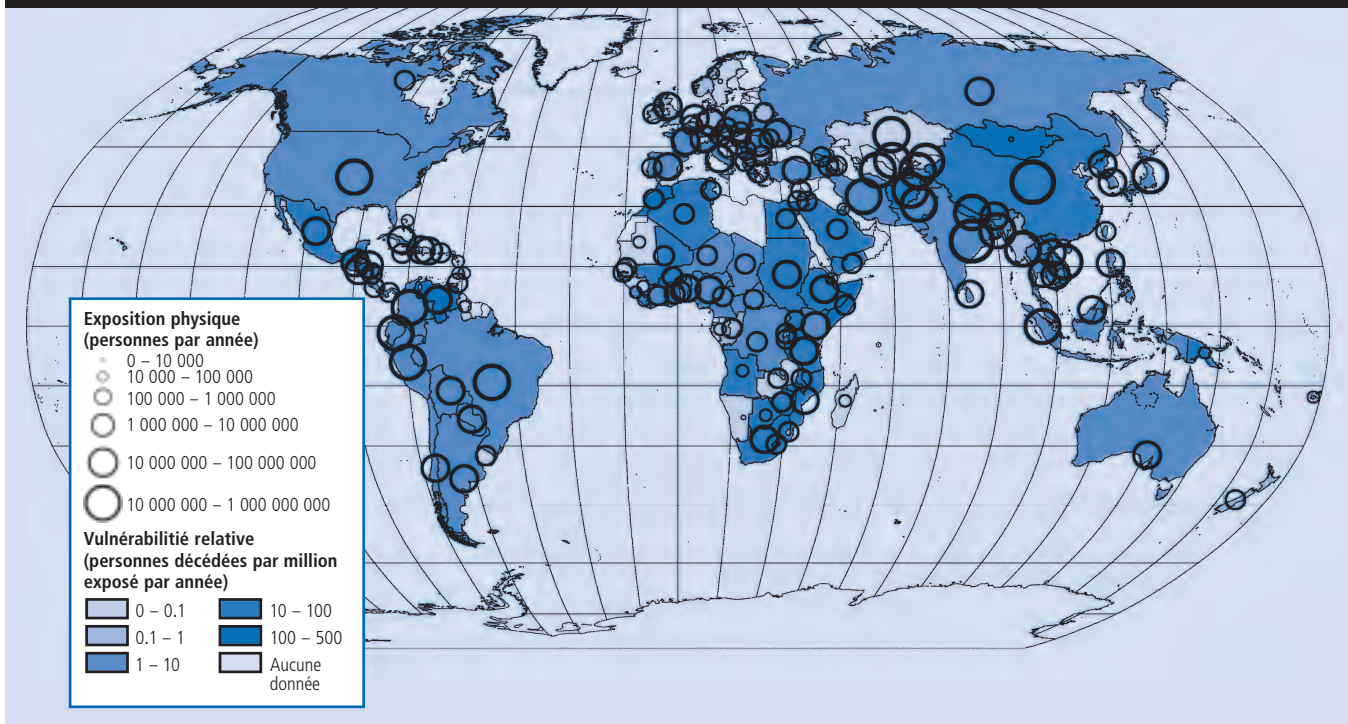 Exposition physique
(personnes par année)
0 – 10 000
10 000 – 100 000
100 000 – 1 000 000
1 000 000 – 10 000 000
10 000 000 – 100 000 000
10 000 000 – 1 000 000 000
Vulnérabilitié relative
(personnes décédées par million
exposé par année)
0 – 0.1
0.1 – 1
1 – 10
10 – 100
100 – 500
Aucune
donnée